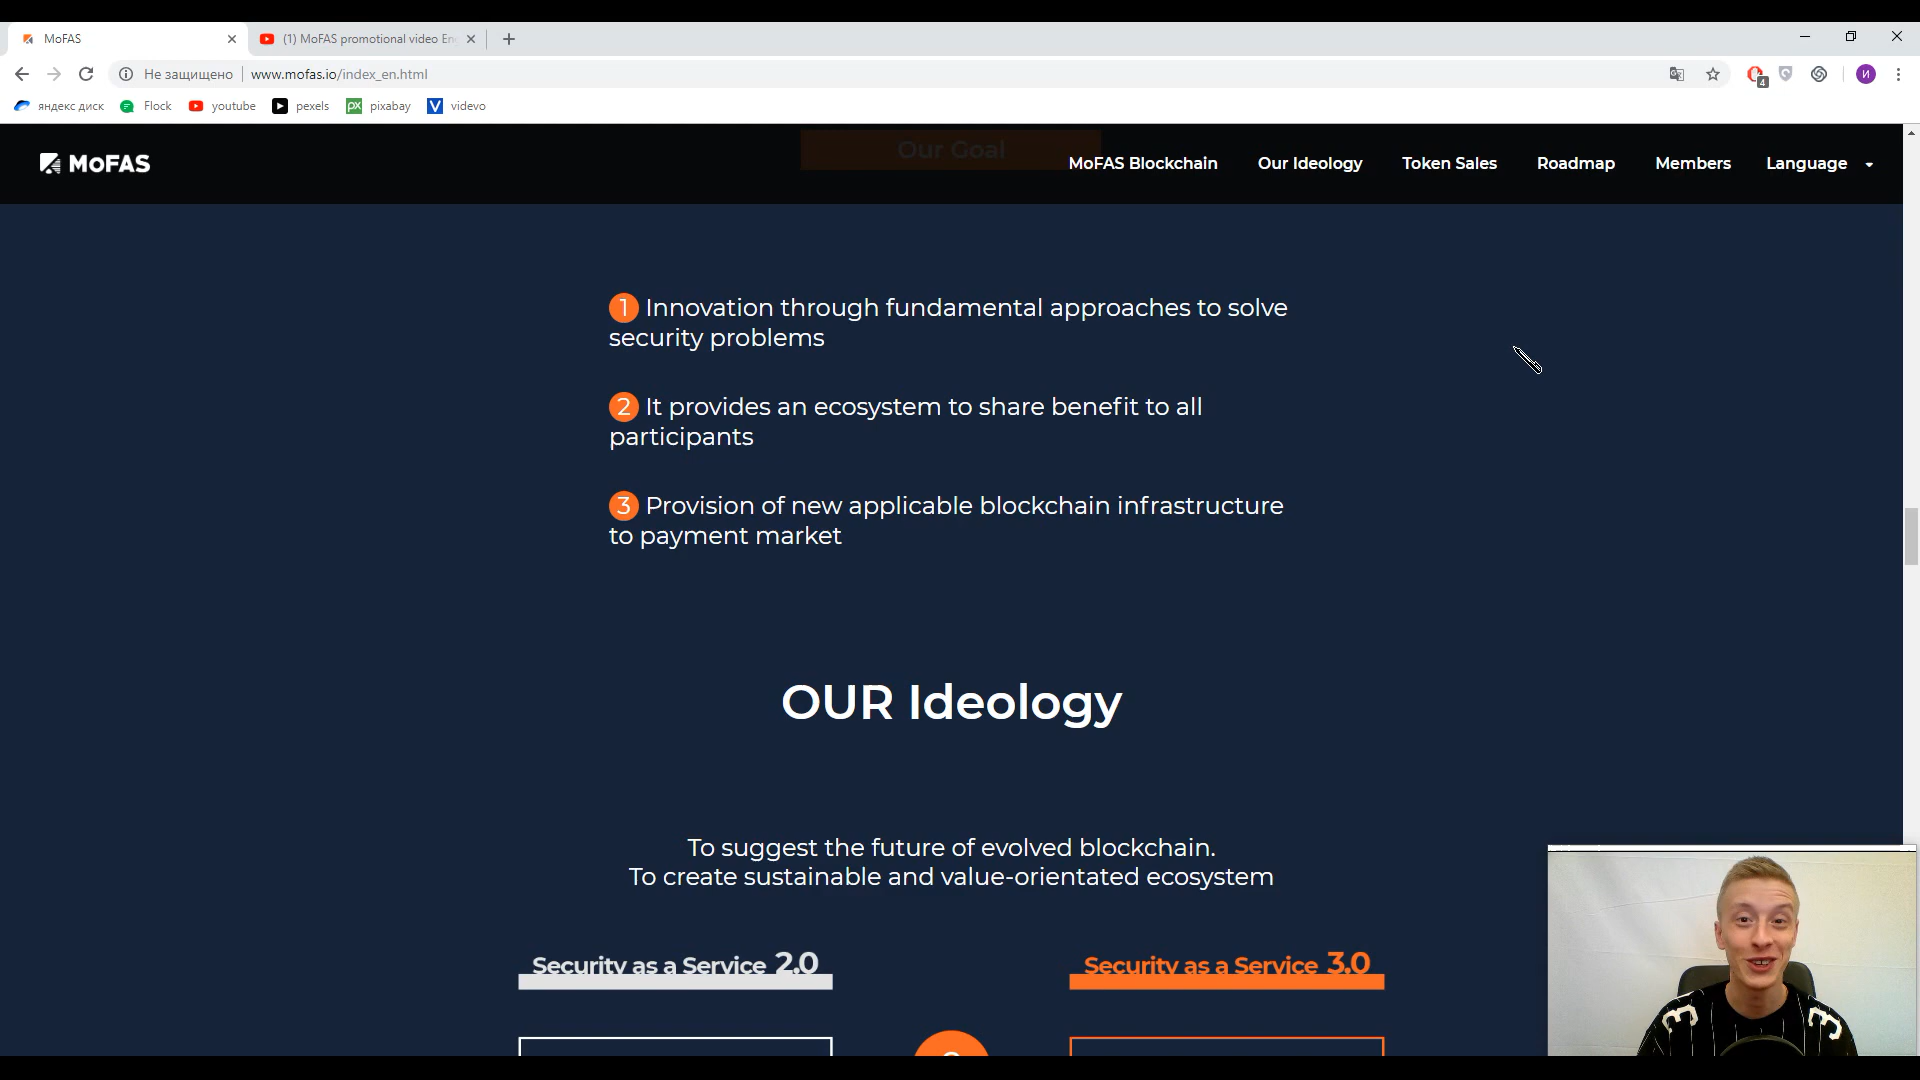 MoFAS
(1) MoFAS promotional video En
Не защищено
www.mofas.io/index_en.html
4
И
яндекс диск
Flock
youtube
pexels
px
pixabay
V
videvo
MoFAS
Our Goal
MoFAS Blockchain
Our Ideology
Token Sales
Roadmap
Members
Language
1 Innovation through fundamental approaches to solve
security problems
2 It provides an ecosystem to share benefit to all
participants
3 Provision of new applicable blockchain infrastructure
to payment market
OUR Ideology
To suggest the future of evolved blockchain.
To create sustainable and value-orientated ecosystem
Security as a Service 2.0
Security as a Service 3.0